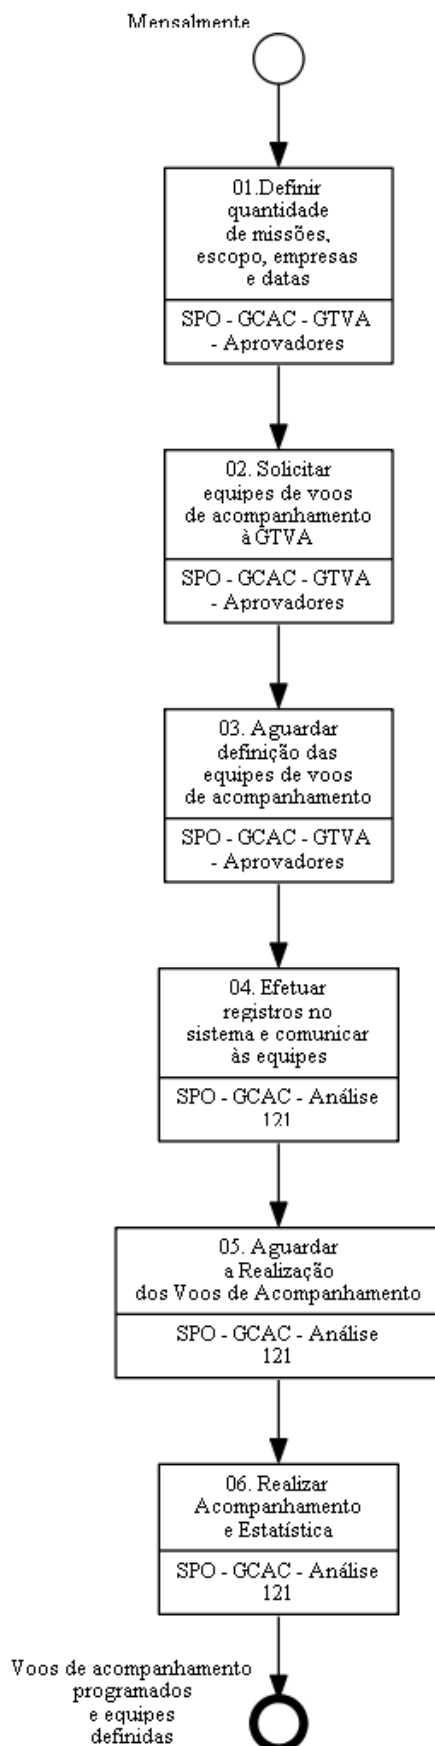 Mensalmente
01.Definir
quantidade
de missões,
escopo, empresas
e datas
SPO - GCAC - GTVA
- Aprovadores
02. Solicitar
equipes de voos
de acompanhamento
à GTVA
SPO - GCAC - GTVA
- Aprovadores
03. Aguardar
definição das
equipes de voos
de acompanhamento
SPO - GCAC - GTVA
- Aprovadores
04. Efetuar
registros no
sistema e comunicar
às equipes
SPO - GCAC - Análise
121
05. Aguardar
a Realização
dos Voos de Acompanhamento
SPO - GCAC - Análise
121
06. Realizar
Acompanhamento
e Estatística
SPO - GCAC - Análise
121
Voos de acompanhamento
programados
e equipes
definidas